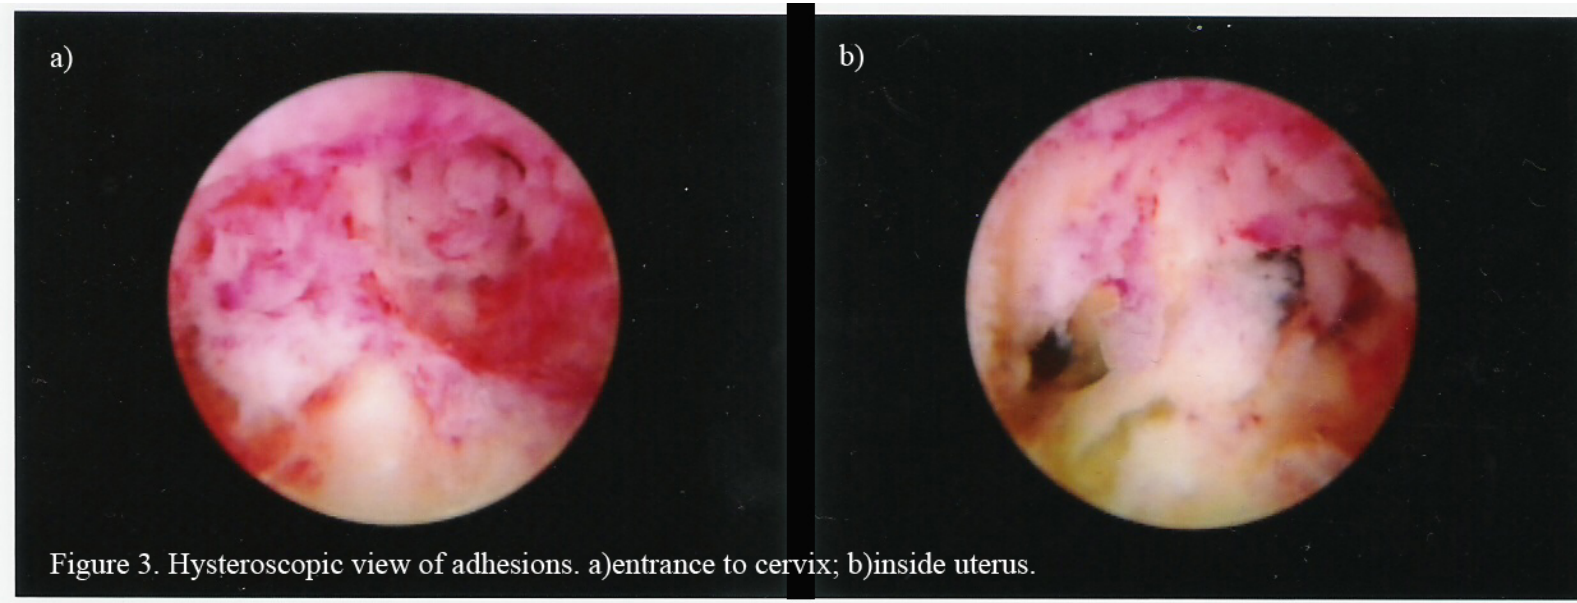 a)
b)
Figure 3. Hysteroscopic view of adhesions. a)entrance to cervix; b)inside uterus.